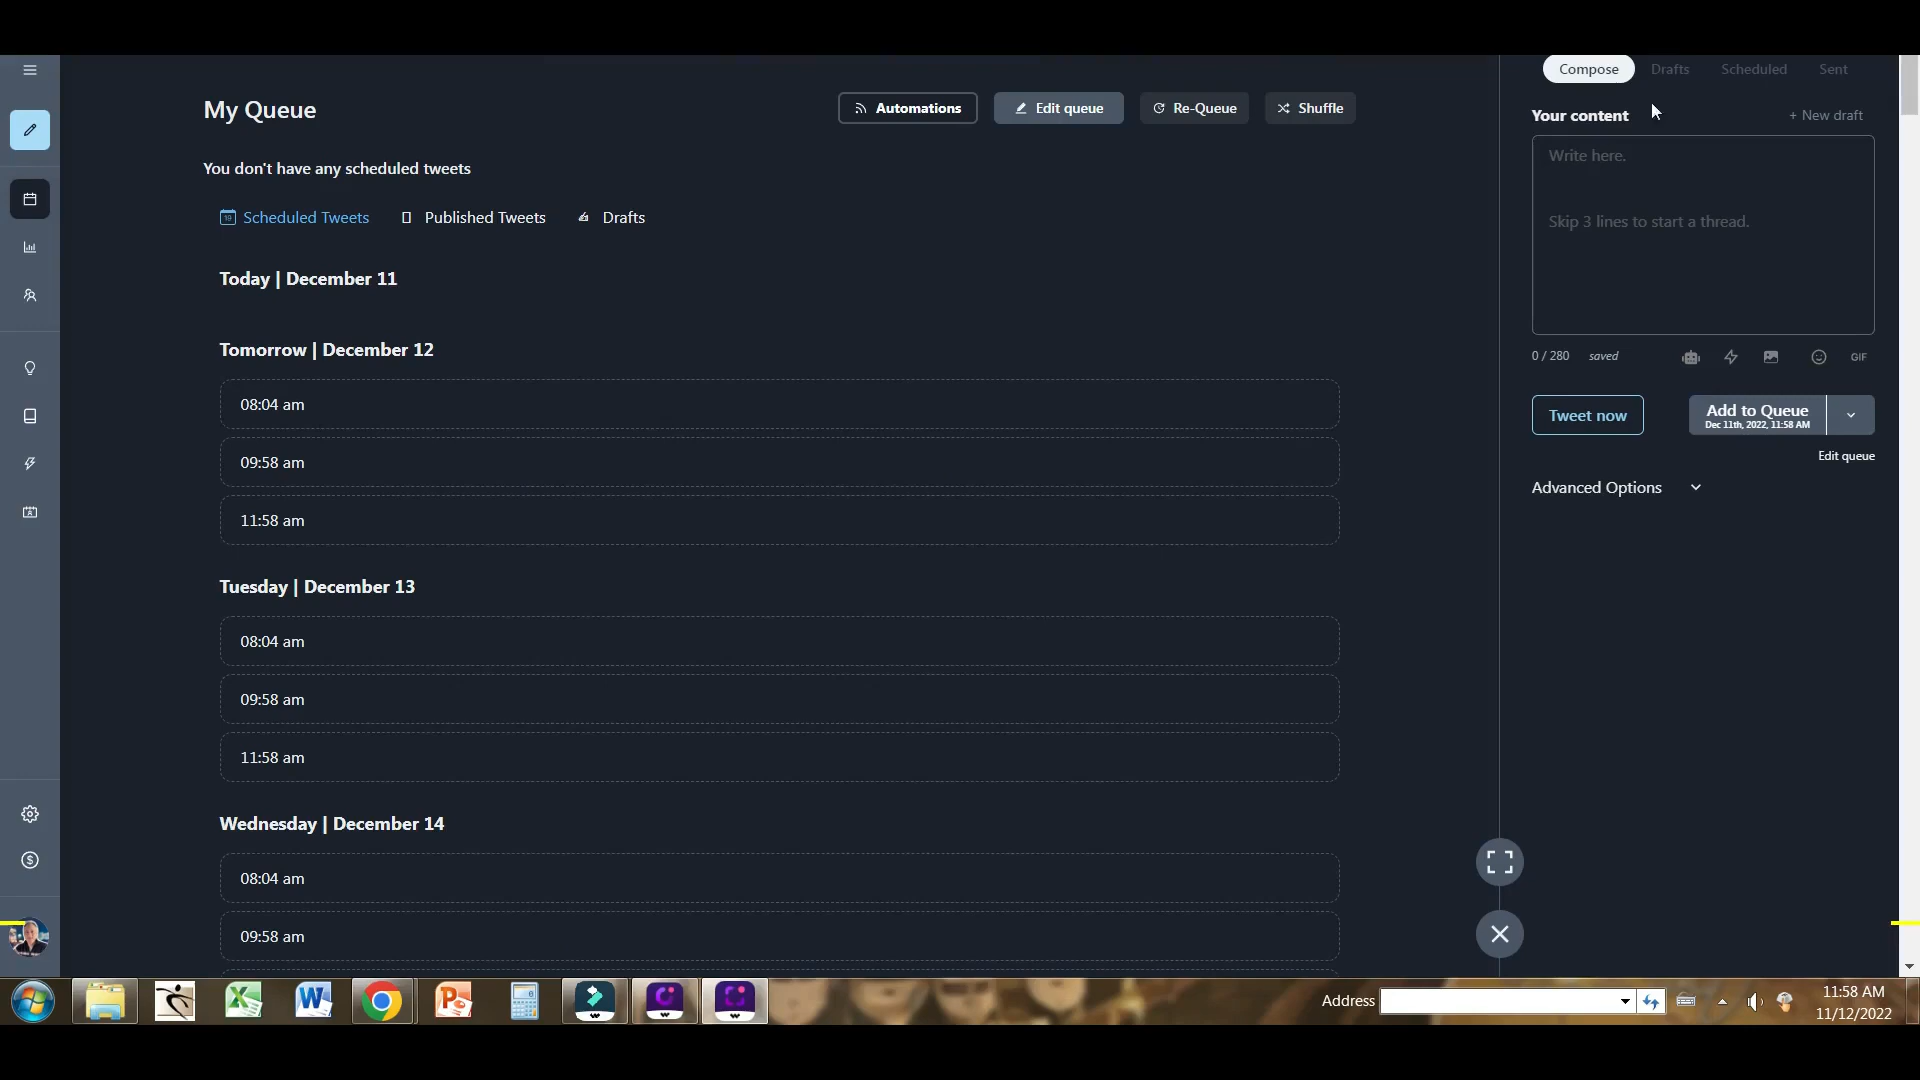 My Queue
Automations
Edit queue
Re-Queue
Shuffle
You don't have any scheduled tweets
Scheduled Tweets
Published Tweets
Drafts
Today | December 11
Tomorrow | December 12
08:04 am
09:58 am
11:58 am
Tuesday | December 13
08:04 am
09:58 am
11:58 am
Wednesday | December 14
08:04 am
09:58 am
Compose
Drafts
Scheduled
Sent
Your content
+ New draft
Write here.
Skip 3 lines to start a thread.
0 / 280
saved
GIF
Tweet now
Add to Queue
Dec 11th, 2022, 11:58 AM
Edit queue
Advanced Options
Address
11:58 AM
11/12/2022